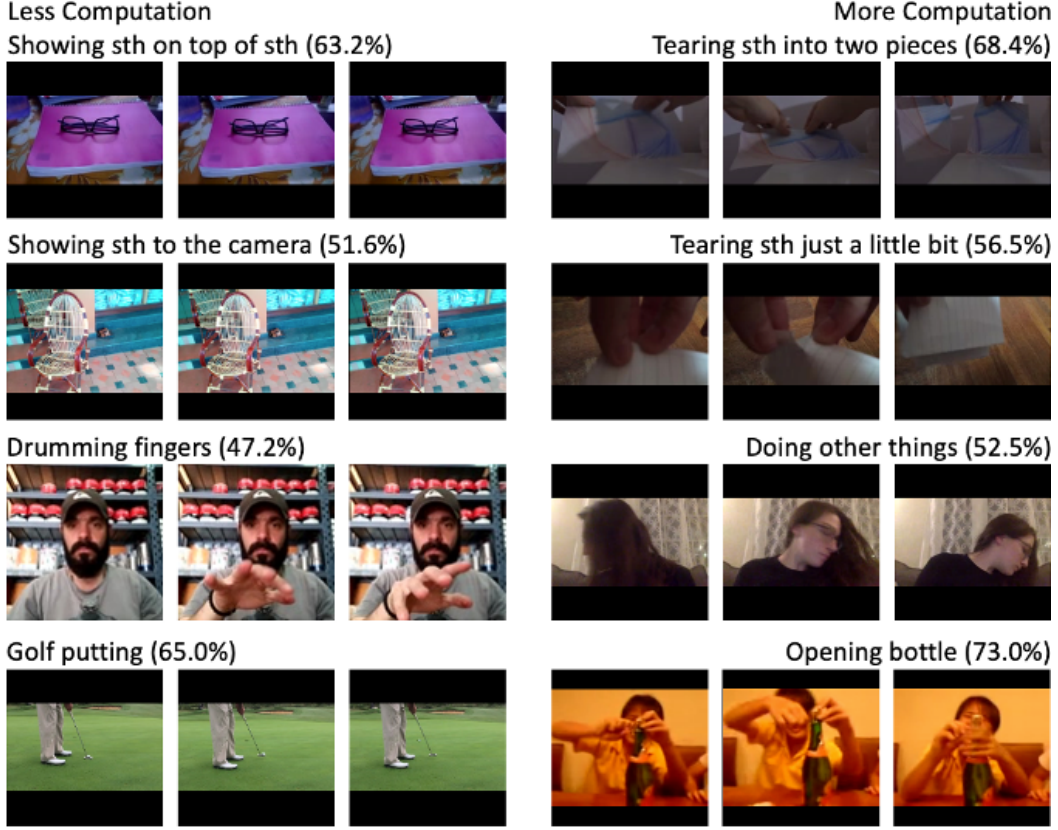 Less Computation
More Computation
Showing sth on top of sth (63.2%)
Tearing sth into two pieces (68.4%)
Showing sth to the camera (51.6%)
Tearing sth just a little bit (56.5%)
Drumming fingers (47.2%)
Doing other things (52.5%)
Golf putting (65.0%)
Opening bottle (73.0%)